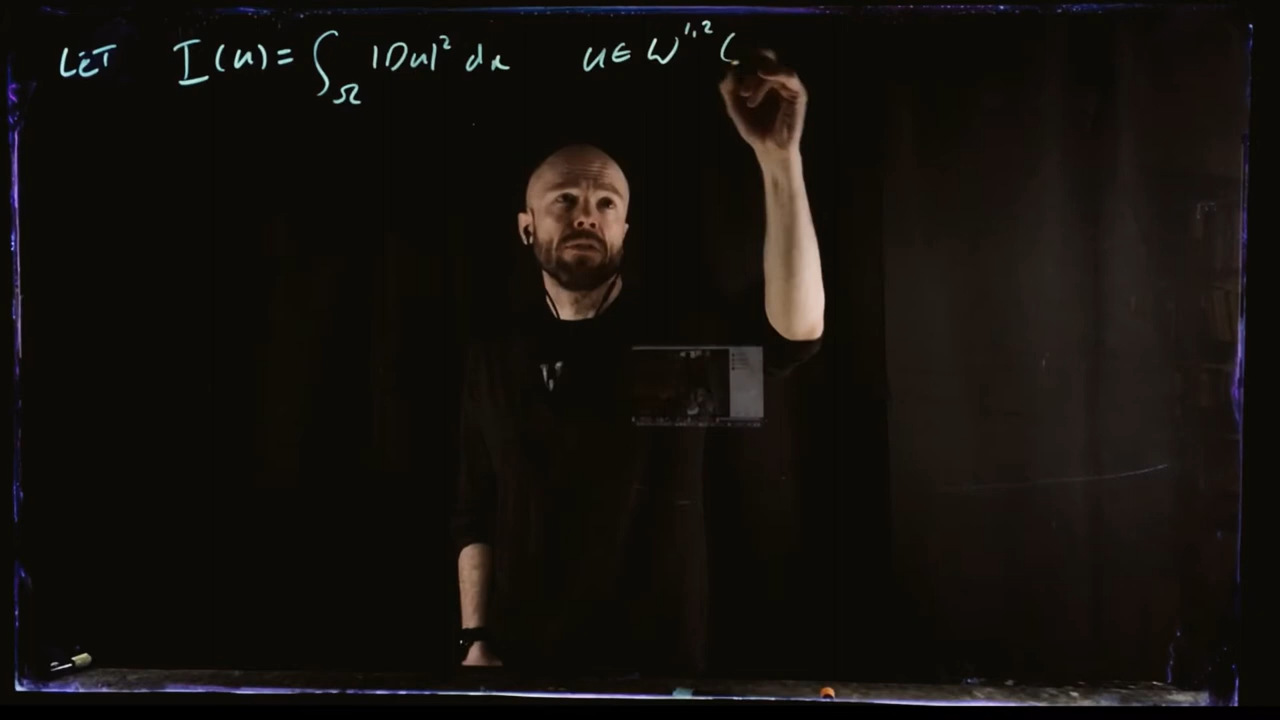 LET I(u) = ∫_Ω |Du|² dx u ∈ W^{1,2} (